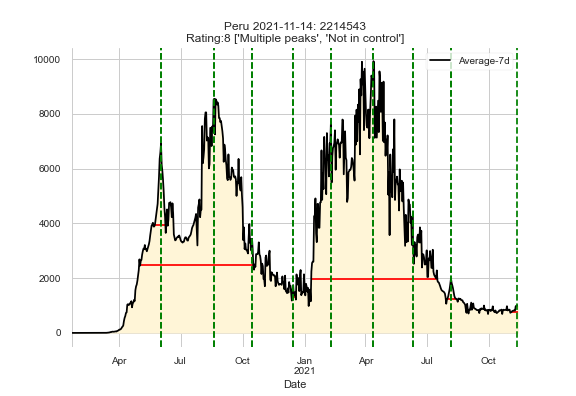 Peru 2021-11-14: 2214543
Rating:8 ['Multiple peaks', 'Not in control']
Average-7d
10000
8000
6000
4000
2000
0
Apr Jul Oct Jan Apr Jul Oct
2021
Date